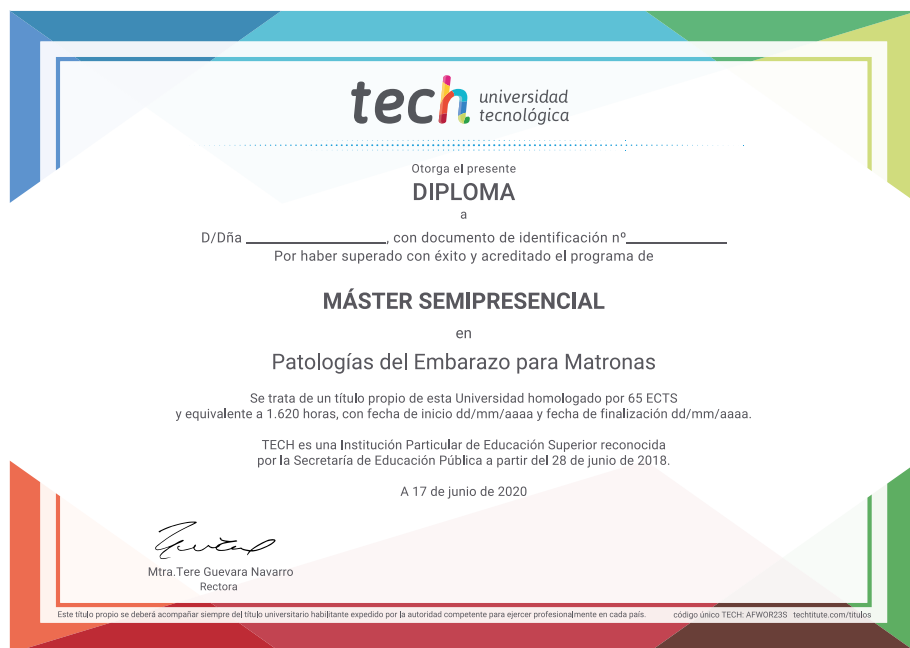 tech universidad
tecnológica
Otorga el presente
DIPLOMA
a
D/Dña ________________, con documento de identificación nº____________
Por haber superado con éxito y acreditado el programa de
MÁSTER SEMIPRESENCIAL
en
Patologías del Embarazo para Matronas
Se trata de un título propio de esta Universidad homologado por 65 ECTS
y equivalente a 1.620 horas, con fecha de inicio dd/mm/aaaa y fecha de finalización dd/mm/aaaa.
TECH es una Institución Particular de Educación Superior reconocida
por la Secretaría de Educación Pública a partir del 28 de junio de 2018.
A 17 de junio de 2020
Mtra.Tere Guevara Navarro
Rectora
Este título propio se deberá acompañar siempre del título universitario habilitante expedido por la autoridad competente para ejercer profesionalmente en cada país. código único TECH: AFWOR23S techtitute.com/titulos